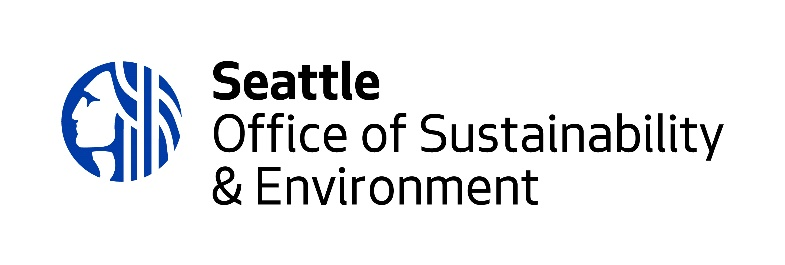 Seattle
Office of Sustainability
& Environment